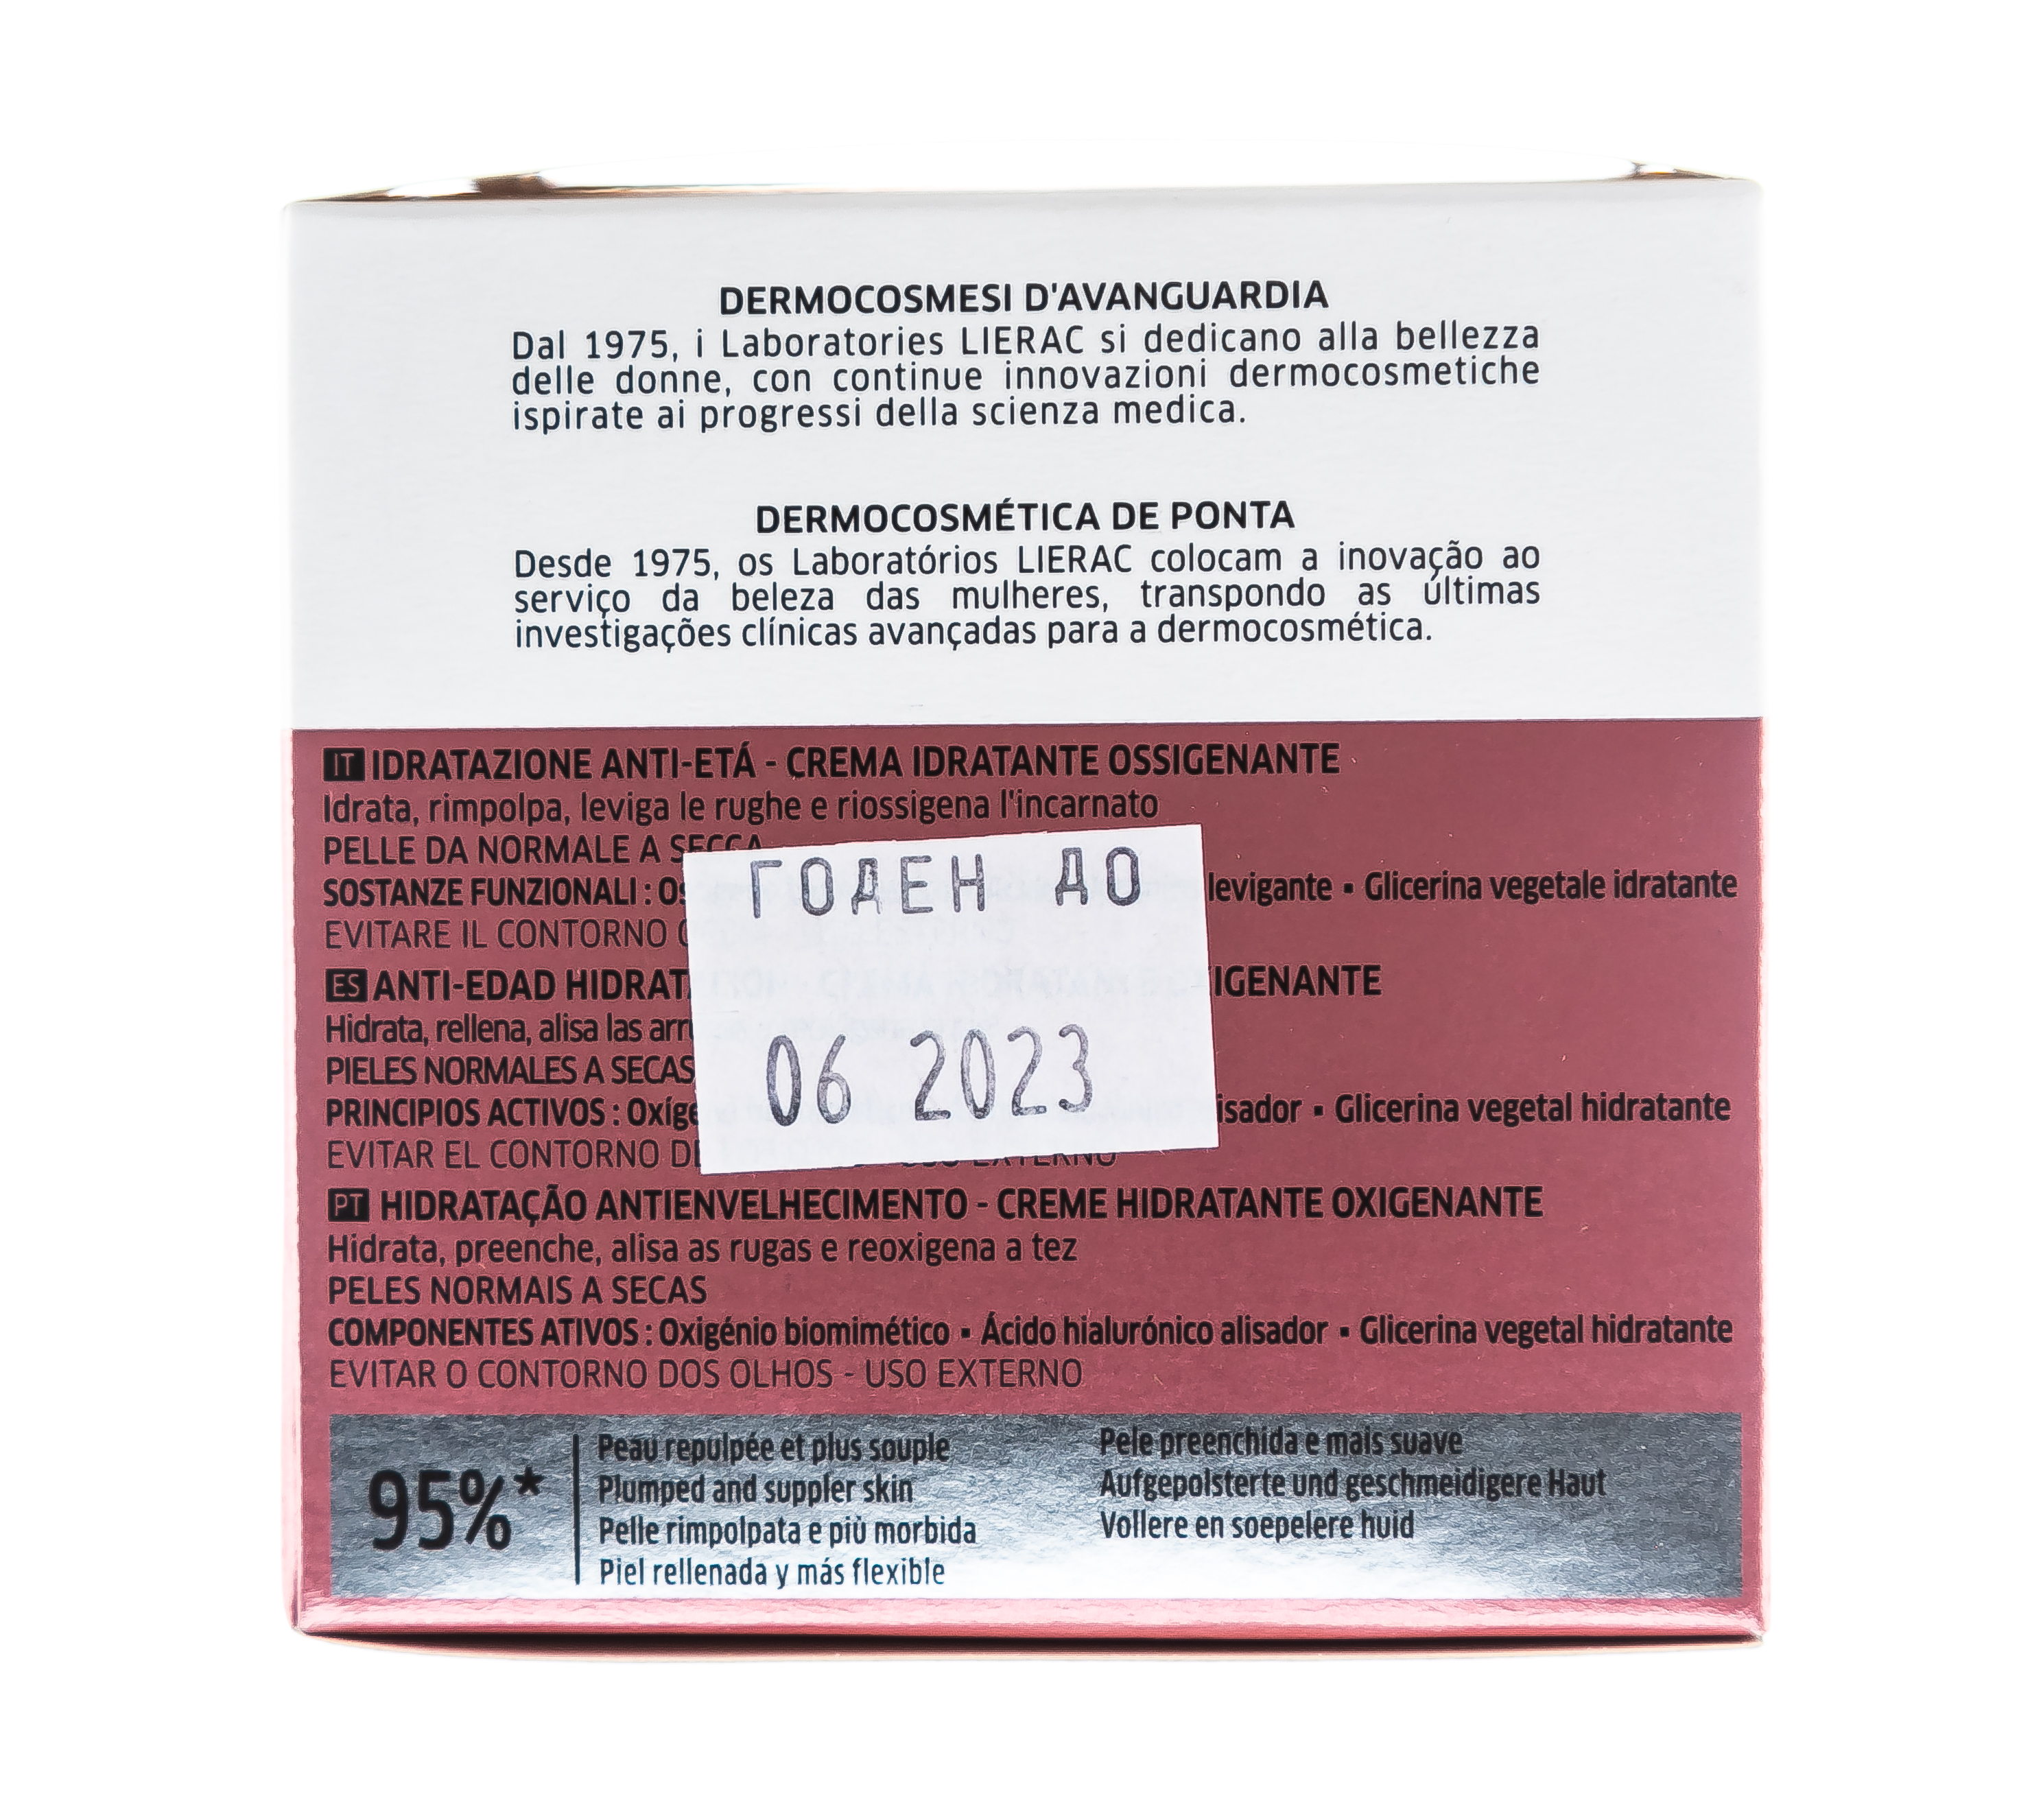 DERMOCOSMESI D'AVANGUARDIA
Dal 1975, i Laboratories LIERAC si dedicano alla bellezza
delle donne, con continue innovazioni dermocosmetiche
ispirate ai progressi della scienza medica.
DERMOCOSMÉTICA DE PONTA
Desde 1975, os Laboratórios LIERAC colocam a inovação ao
serviço da beleza das mulheres, transpondo as últimas
investigações clínicas avançadas para a dermocosmética.
IT IDRATAZIONE ANTI-ETÁ - CREMA IDRATANTE OSSIGENANTE
Idrata, rimpolpa, leviga le rughe e riossigena l'incarnato
PELLE DA NORMALE A SECCA
SOSTANZE FUNZIONALI : levigante ▪ Glicerina vegetale idratante
EVITARE IL CONTORNO
ГОДЕН ДО
06 2023
ES ANTI-EDAD
Hidrata, rellena, alisa las
PIELES NORMALES A SECAS
PRINCIPIOS ACTIVOS : ▪ Glicerina vegetal hidratante
EVITAR EL CONTORNO
PT HIDRATAÇÃO ANTIENVELHECIMENTO - CREME HIDRATANTE OXIGENANTE
Hidrata, preenche, alisa as rugas e reoxigena a tez
PELES NORMAIS A SECAS
COMPONENTES ATIVOS : Oxigénio biomimético ▪ Ácido hialurónico alisador ▪ Glicerina vegetal hidratante
EVITAR O CONTORNO DOS OLHOS - USO EXTERNO
95%*
Peau repulpée et plus souple
Plumped and suppler skin
Pelle rimpolpata e più morbida
Piel rellenada y más flexible
Pele preenchida e mais suave
Aufgepolsterte und geschmeidigere Haut
Vollere en soepelere huid